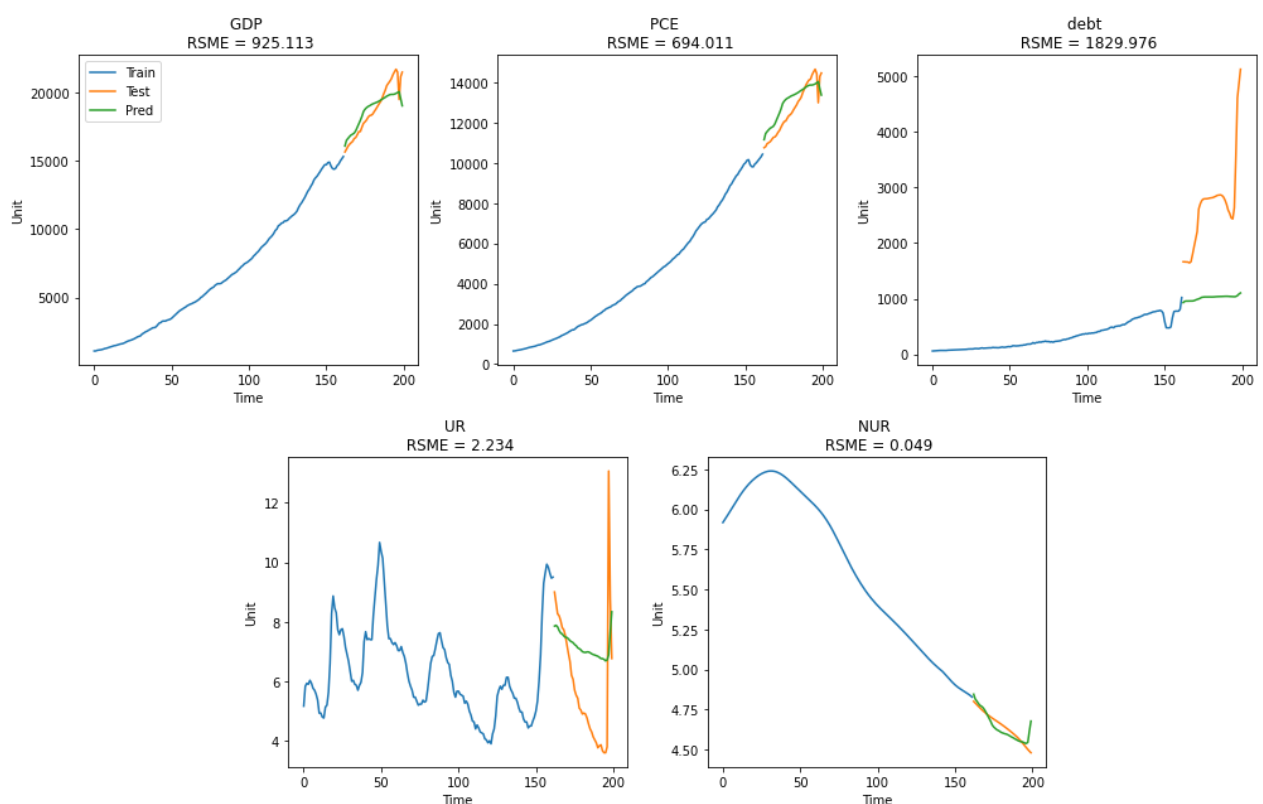 GDP
RSME = 925.113
Unit
20000
15000
10000
5000
Train
Test
Pred
0
50
100
150
200
Time
PCE
RSME = 694.011
Unit
14000
12000
10000
8000
6000
4000
2000
0
0
50
100
150
200
Time
debt
RSME = 1829.976
Unit
5000
4000
3000
2000
1000
0
0
50
100
150
200
Time
UR
RSME = 2.234
Unit
12
10
8
6
4
0
50
100
150
200
Time
NUR
RSME = 0.049
Unit
6.25
6.00
5.75
5.50
5.25
5.00
4.75
4.50
0
50
100
150
200
Time